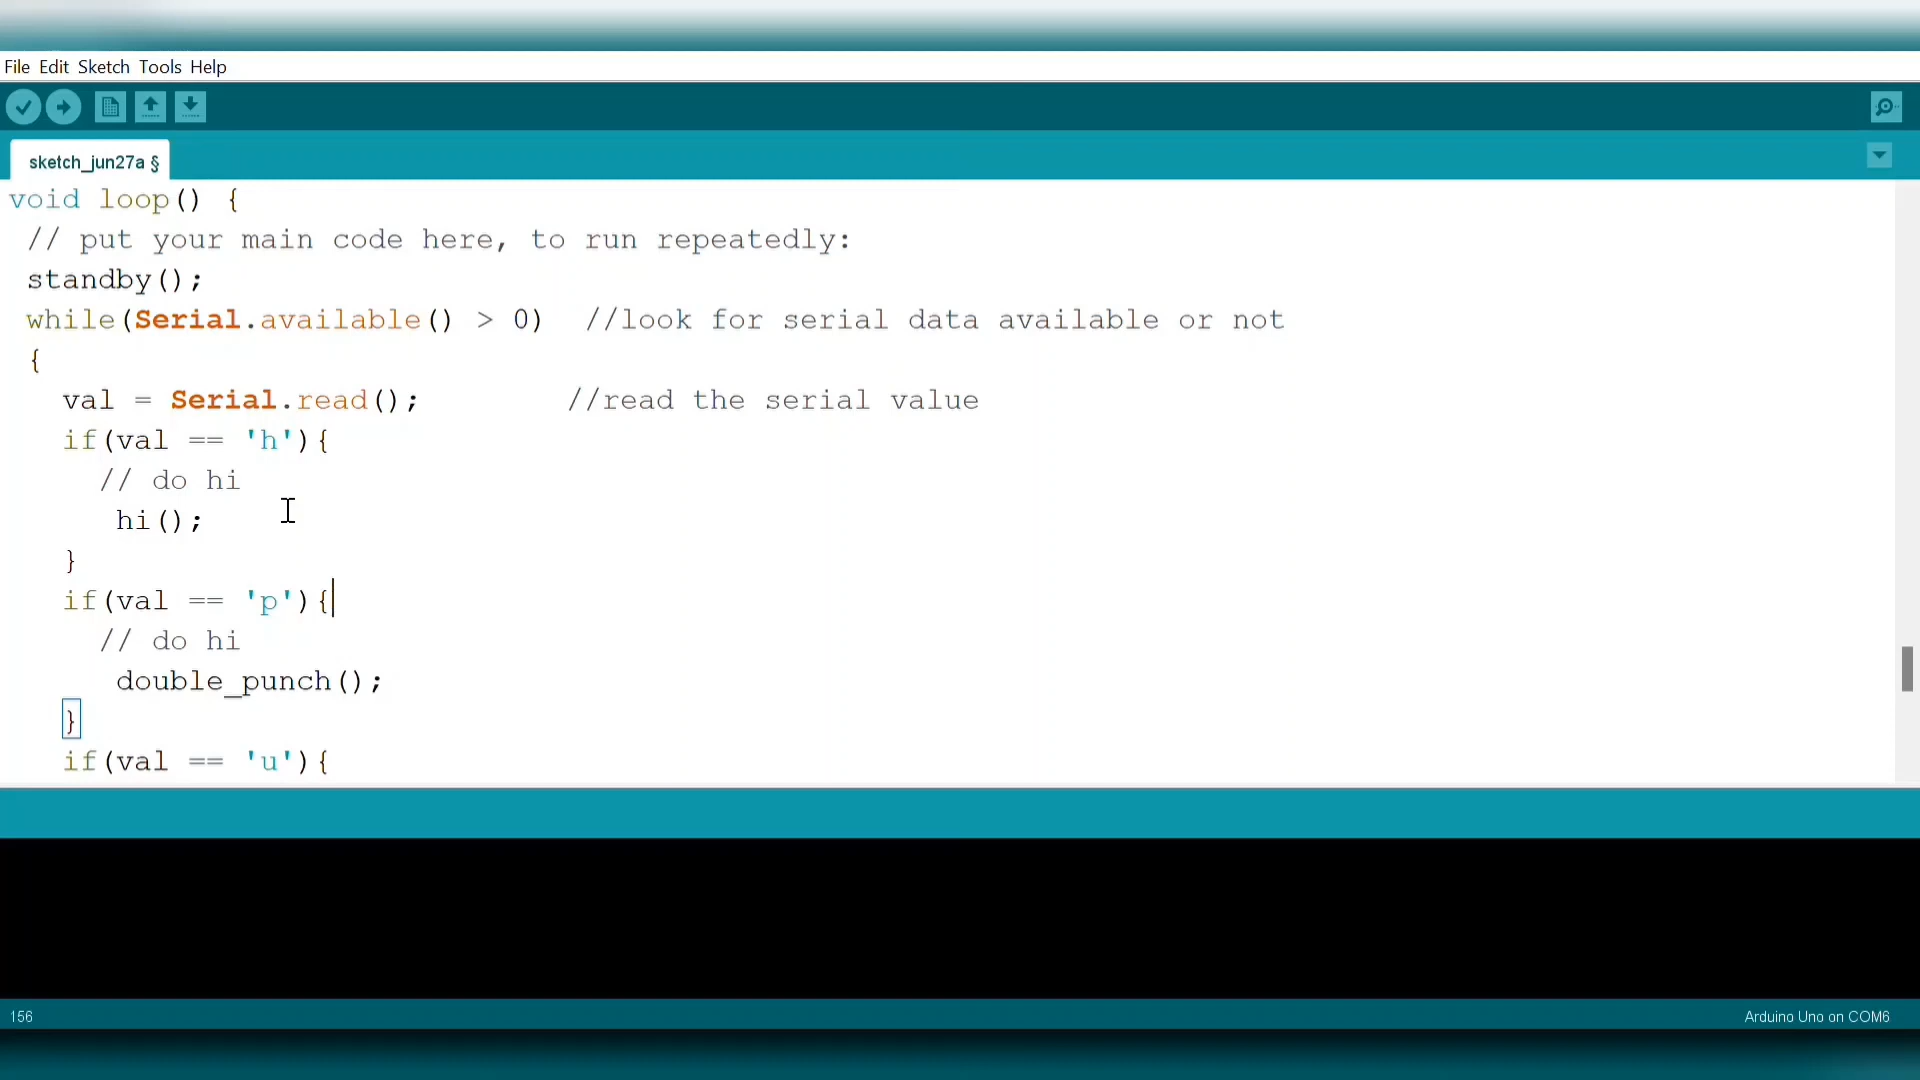 File Edit Sketch Tools Help
sketch_jun27a §
void loop() {
// put your main code here, to run repeatedly:
standby();
while(Serial.available() > 0) //look for serial data available or not
{
val = Serial.read(); //read the serial value
if(val == 'h'){
// do hi
hi();
}
if(val == 'p'){
// do hi
double_punch();
}
if(val == 'u'){
156
Arduino Uno on COM6